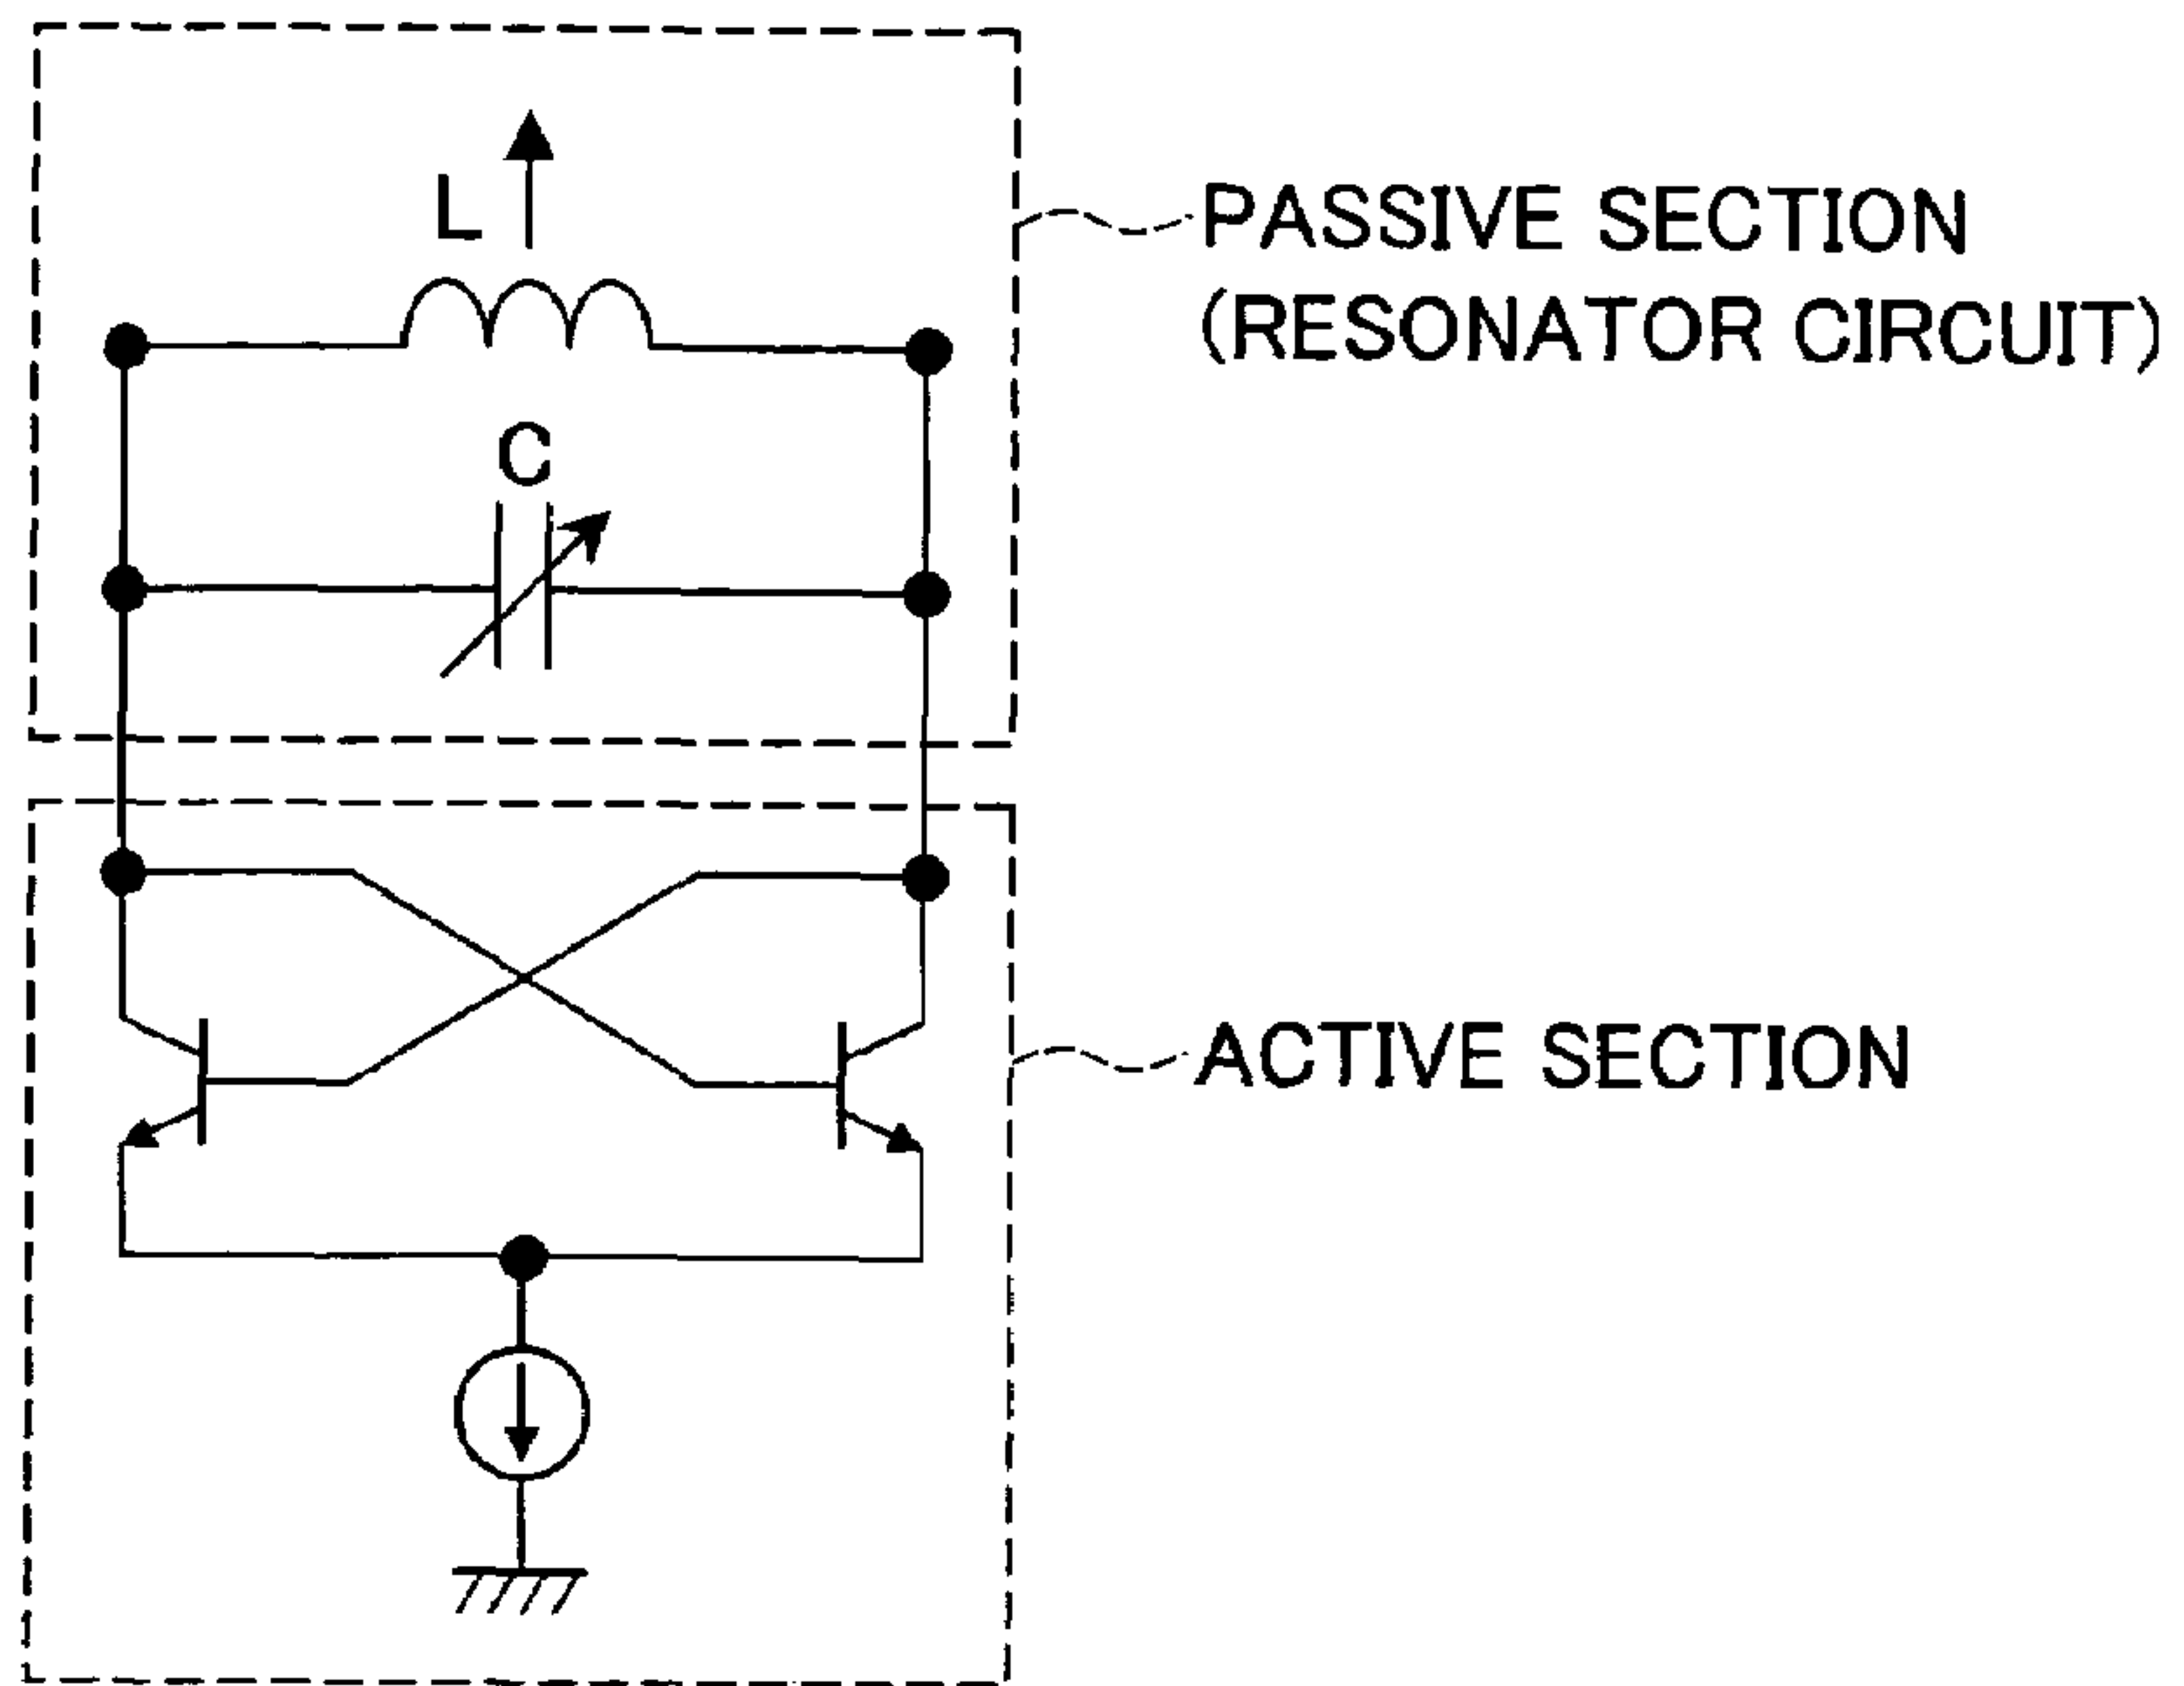 L
PASSIVE SECTION
(RESONATOR CIRCUIT)
C
ACTIVE SECTION